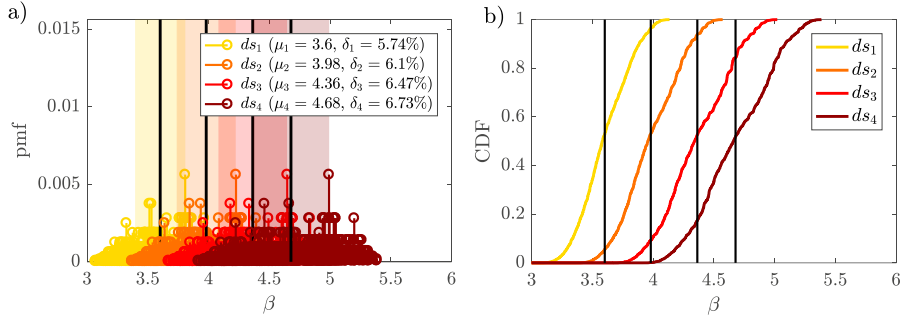 a)
0.015
0.01
0.005
0
pmf
3
3.5
4
4.5
5
5.5
6
β
ds₁ (μ₁ = 3.6, δ₁ = 5.74%)
ds₂ (μ₂ = 3.98, δ₂ = 6.1%)
ds₃ (μ₃ = 4.36, δ₃ = 6.47%)
ds₄ (μ₄ = 4.68, δ₄ = 6.73%)
b)
1
0.8
0.6
0.4
0.2
0
CDF
3
3.5
4
4.5
5
5.5
6
β
ds₁
ds₂
ds₃
ds₄